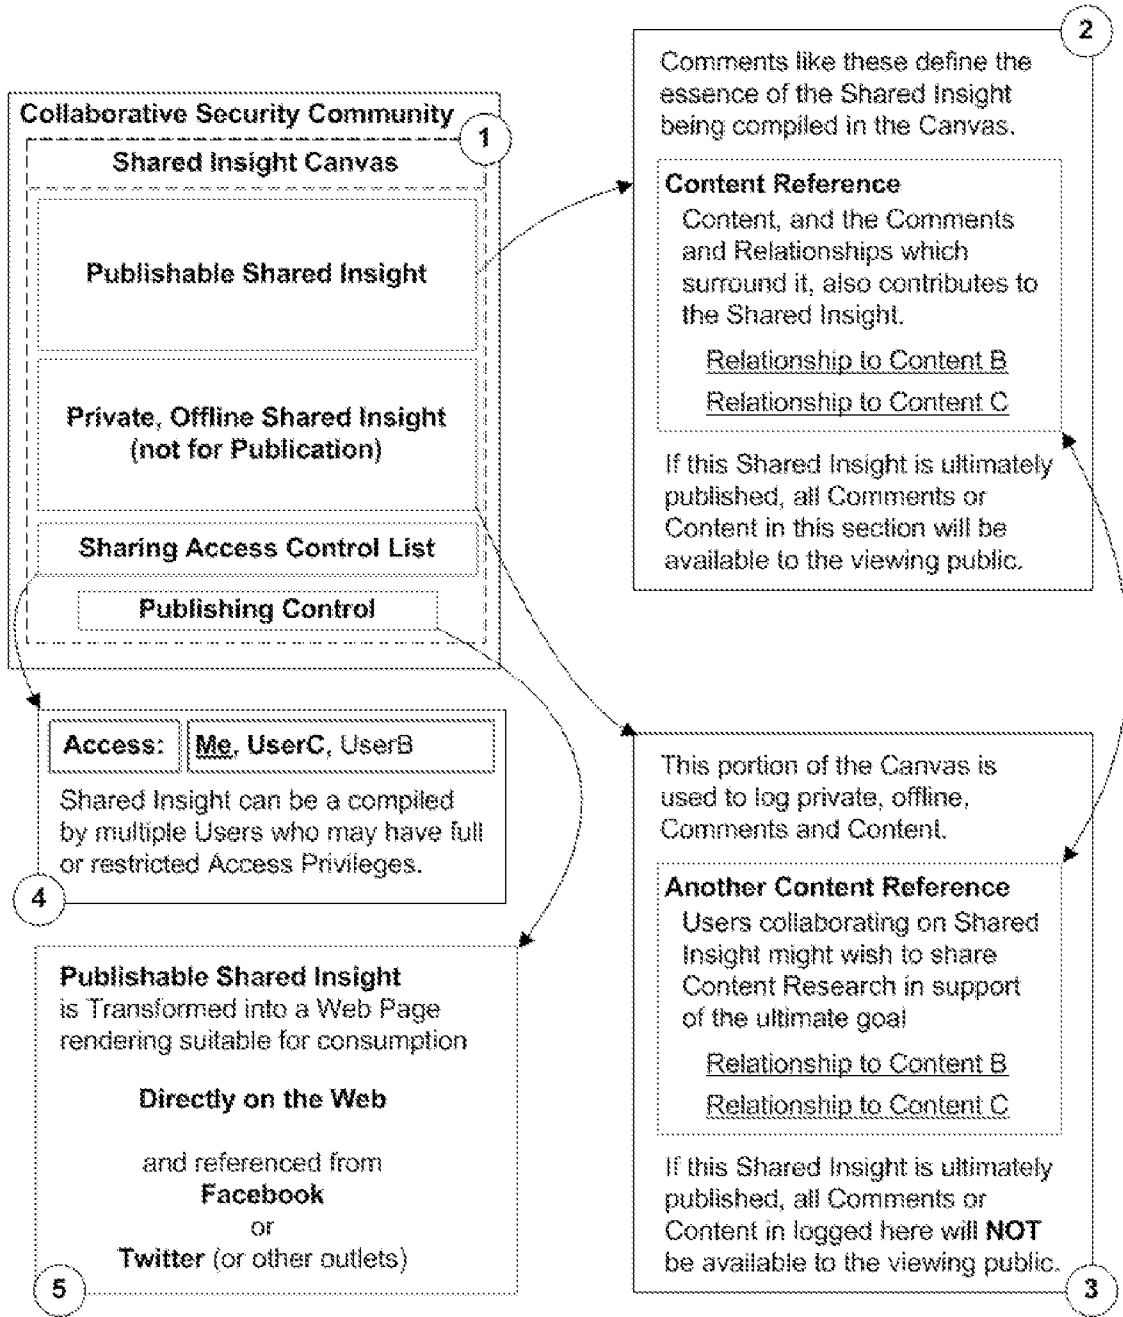 Collaborative Security Community
1
Shared Insight Canvas
Publishable Shared Insight
Private, Offline Shared Insight
(not for Publication)
Sharing Access Control List
Publishing Control
2
Comments like these define the
essence of the Shared Insight
being compiled in the Canvas.
Content Reference
Content, and the Comments
and Relationships which
surround it, also contributes to
the Shared Insight.
Relationship to Content B
Relationship to Content C
If this Shared Insight is ultimately
published, all Comments or
Content in this section will be
available to the viewing public.
This portion of the Canvas is
used to log private, offline,
Comments and Content.
Another Content Reference
Users collaborating on Shared
Insight might wish to share
Content Research in support
of the ultimate goal
Relationship to Content B
Relationship to Content C
If this Shared Insight is ultimately
published, all Comments or
Content in logged here will NOT
be available to the viewing public.
3
Access: Me, UserC, UserB
Shared Insight can be a compiled
by multiple Users who may have full
or restricted Access Privileges.
4
Publishable Shared Insight
is Transformed into a Web Page
rendering suitable for consumption
Directly on the Web
and referenced from
Facebook
or
Twitter (or other outlets)
5